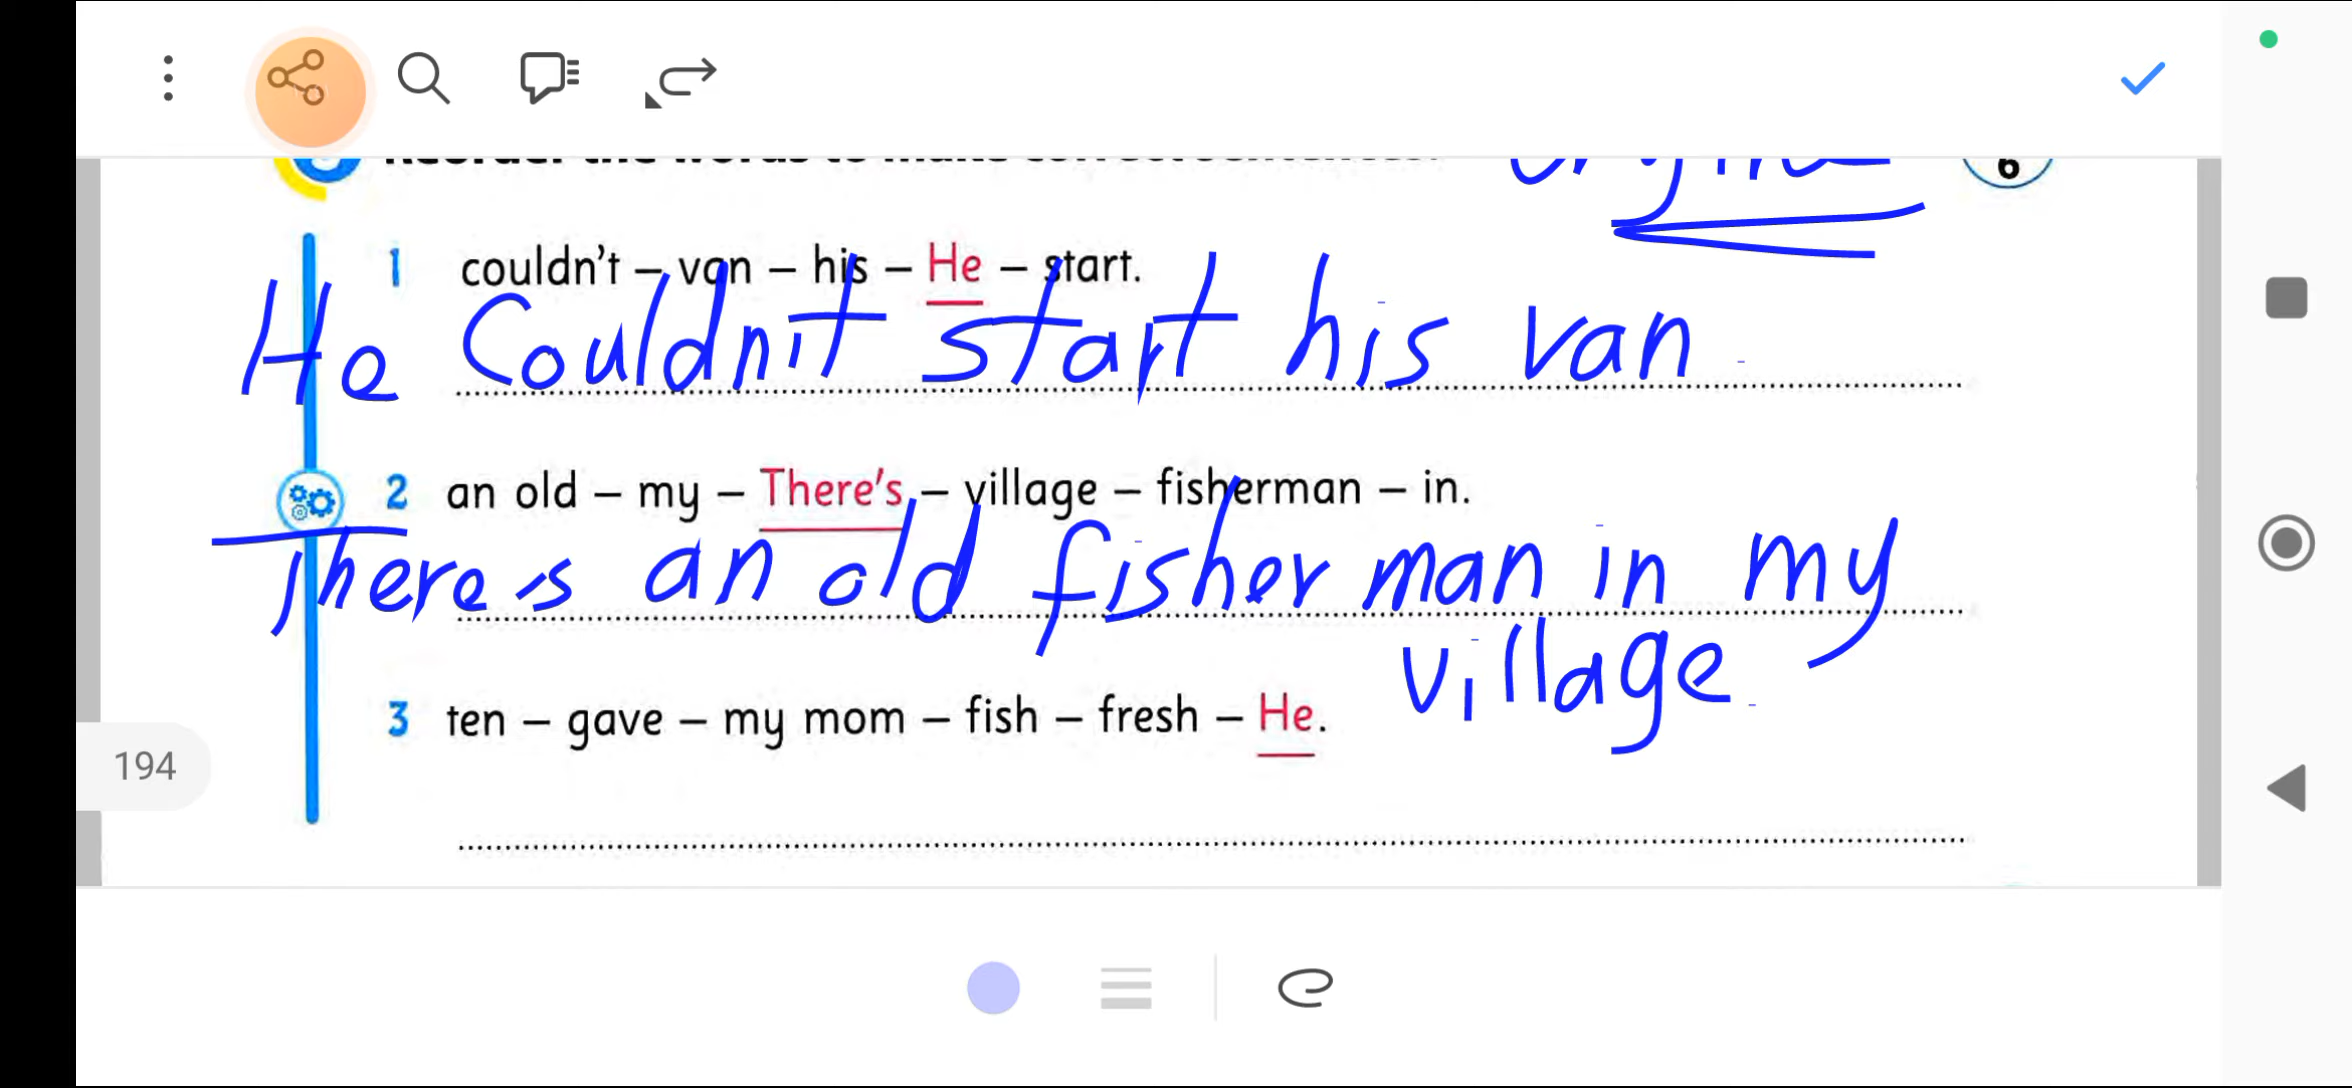 1 couldn't – van – his – He – start.
He Couldn't start his van.
2 an old – my – There's – village – fisherman – in.
There s an old fisher man in my
village.
3 ten – gave – my mom – fish – fresh – He.
194